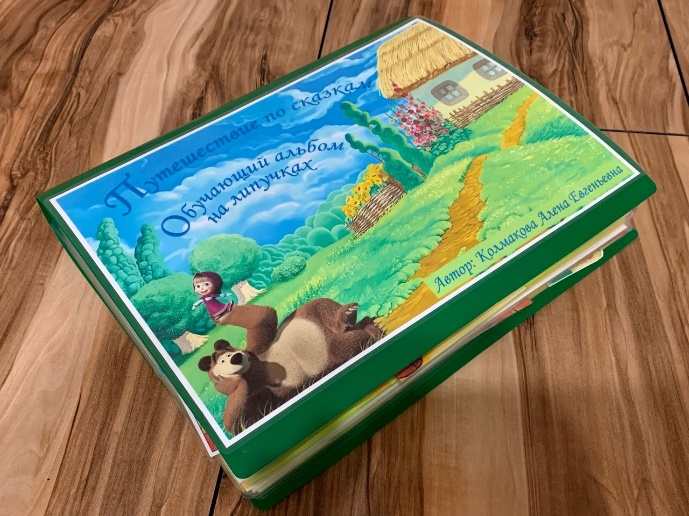 Путешествие по сказкам
Обучающий альбом
на липучках
Автор: Колмакова Алена Евгеньевна